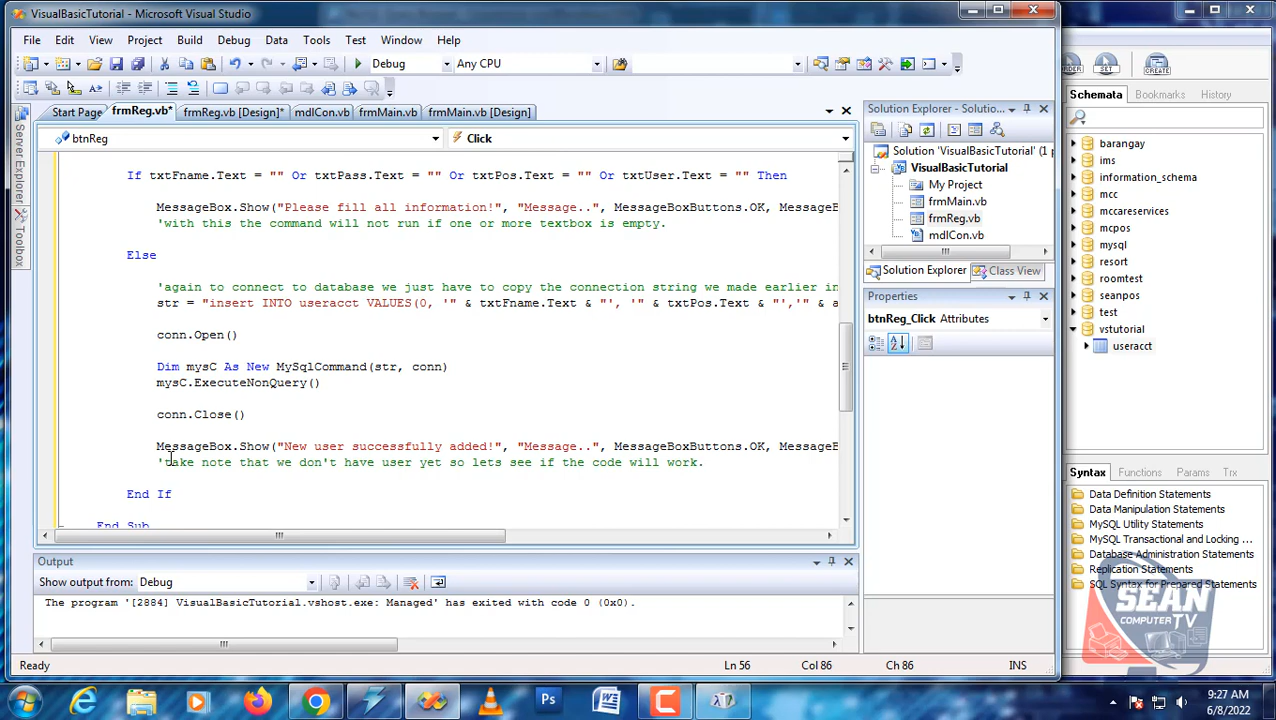 VisualBasicTutorial - Microsoft Visual Studio
File Edit View Project Build Debug Data Tools Test Window Help
Debug Any CPU
Start Page frmReg.vb* frmReg.vb [Design]* mdlCon.vb frmMain.vb frmMain.vb [Design]
btnReg Click
If txtFname.Text = "" Or txtPass.Text = "" Or txtPos.Text = "" Or txtUser.Text = "" Then
MessageBox.Show("Please fill all information!", "Message..", MessageBoxButtons.OK, MessageB
'with this the command will not run if one or more textbox is empty.
Else
'again to connect to database we just have to copy the connection string we made earlier in
str = "insert INTO useracct VALUES(0, '" & txtFname.Text & "', '" & txtPos.Text & "','" & a
conn.Open()
Dim mysC As New MySqlCommand(str, conn)
mysC.ExecuteNonQuery()
conn.Close()
MessageBox.Show("New user successfully added!", "Message..", MessageBoxButtons.OK, MessageB
'take note that we don't have user yet so lets see if the code will work.
End If
End Sub
Server Explorer
Toolbox
Output
Show output from: Debug
The program '[2884] VisualBasicTutorial.vshost.exe: Managed' has exited with code 0 (0x0).
Ready Ln 56 Col 86 Ch 86 INS
Solution Explorer - Solutio...
Solution 'VisualBasicTutorial' (1 p
VisualBasicTutorial
My Project
frmMain.vb
frmReg.vb
mdlCon.vb
Solution Explorer Class View
Properties
btnReg_Click Attributes
SET CREATE
Schemata Bookmarks History
barangay
ims
information_schema
mcc
mccareservices
mcpos
mysql
resort
roomtest
seanpos
test
vstutorial
useracct
Syntax Functions Params Trx
Data Definition Statements
Data Manipulation Statements
MySQL Utility Statements
MySQL Transactional and Locking ...
Database Administration Statements
Replication Statements
SQL Syntax for Prepared Statements
SEAN
COMPUTER TV
Ps
9:27 AM
6/8/2022